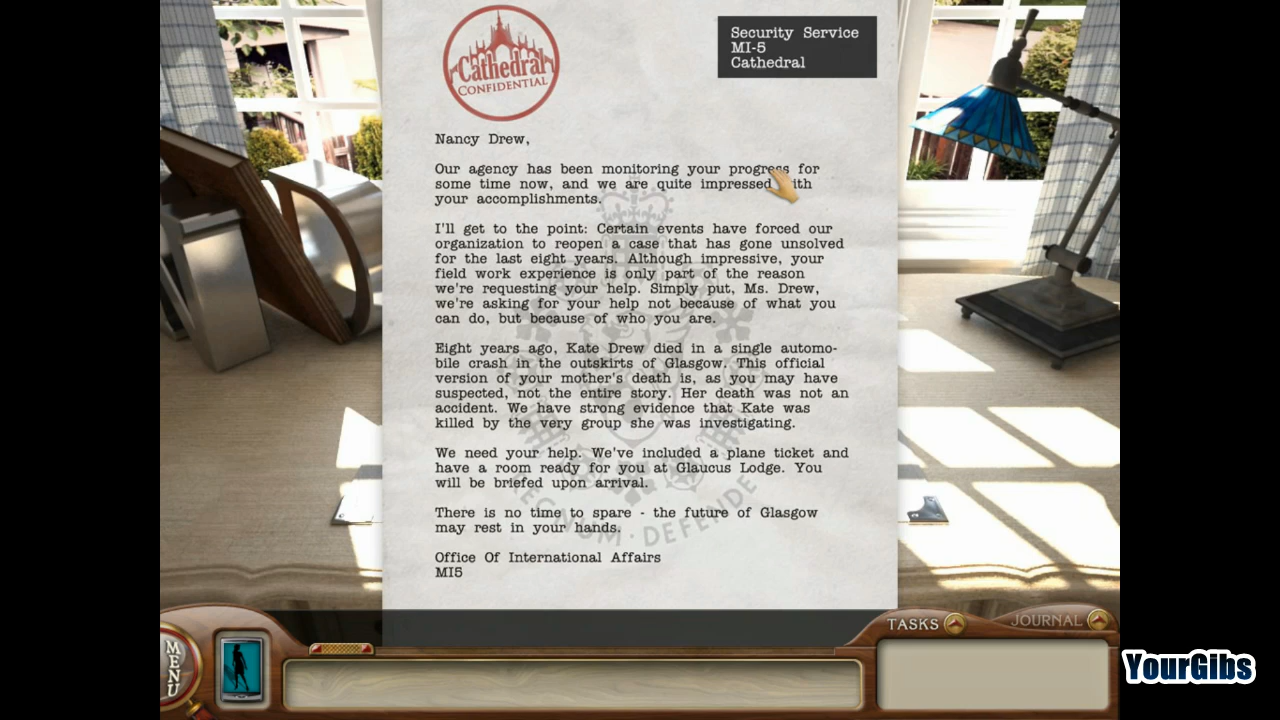 Cathedral
CONFIDENTIAL
Security Service
MI-5
Cathedral
Nancy Drew,
Our agency has been monitoring your progress for
some time now, and we are quite impressed with
your accomplishments.
I'll get to the point: Certain events have forced our
organization to reopen a case that has gone unsolved
for the last eight years. Although impressive, your
field work experience is only part of the reason
we're requesting your help. Simply put, Ms. Drew,
we're asking for your help not because of what you
can do, but because of who you are.
Eight years ago, Kate Drew died in a single automo-
bile crash in the outskirts of Glasgow. This official
version of your mother's death is, as you may have
suspected, not the entire story. Her death was not an
accident. We have strong evidence that Kate was
killed by the very group she was investigating.
We need your help. We've included a plane ticket and
have a room ready for you at Glaucus Lodge. You
will be briefed upon arrival.
There is no time to spare - the future of Glasgow
may rest in your hands.
Office Of International Affairs
MI5
REGNUM DEFENDE
MENU
TASKS
JOURNAL
YourGibs